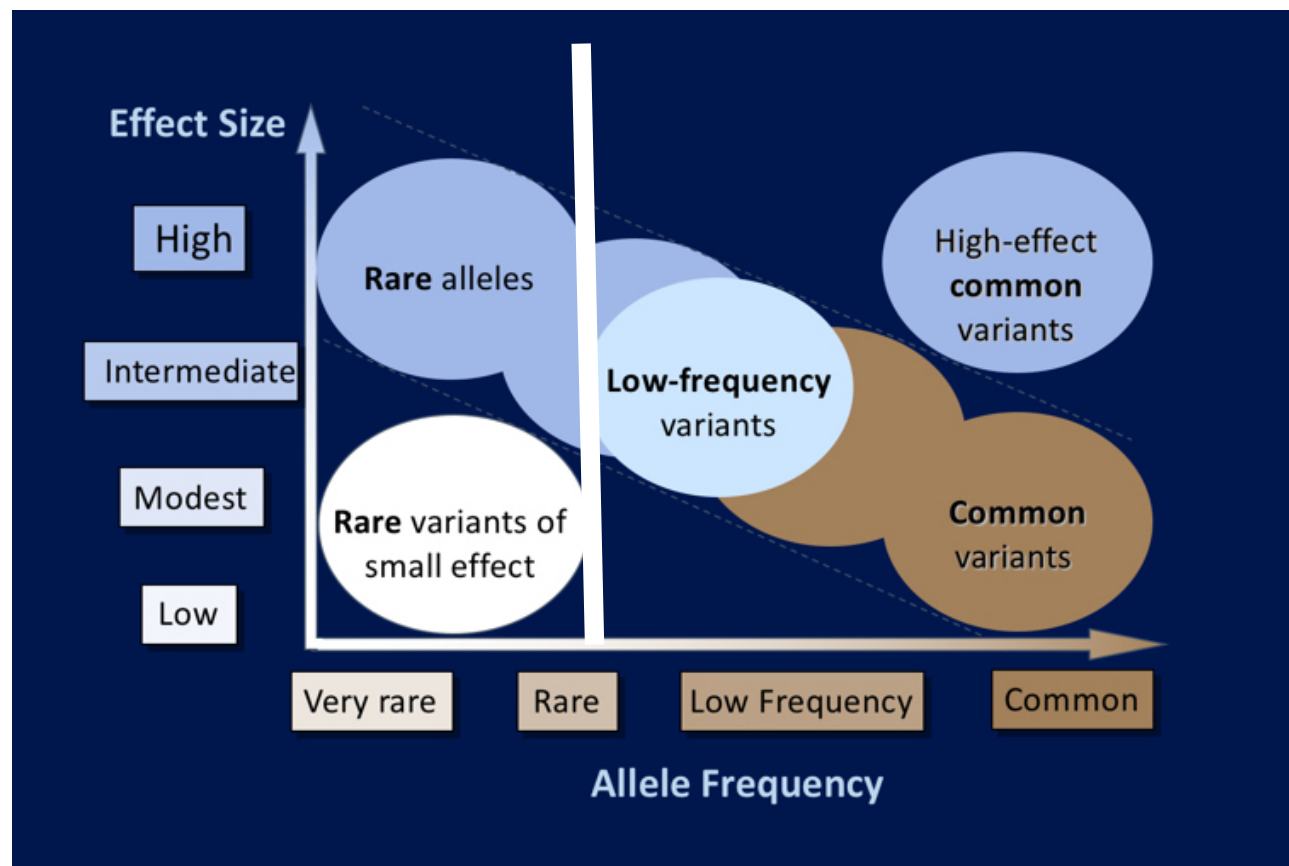 Effect Size
High
Intermediate
Modest
Low
Rare alleles
Rare variants of
small effect
Low-frequency
variants
High-effect
common
variants
Common
variants
Very rare
Rare
Low Frequency
Common
Allele Frequency